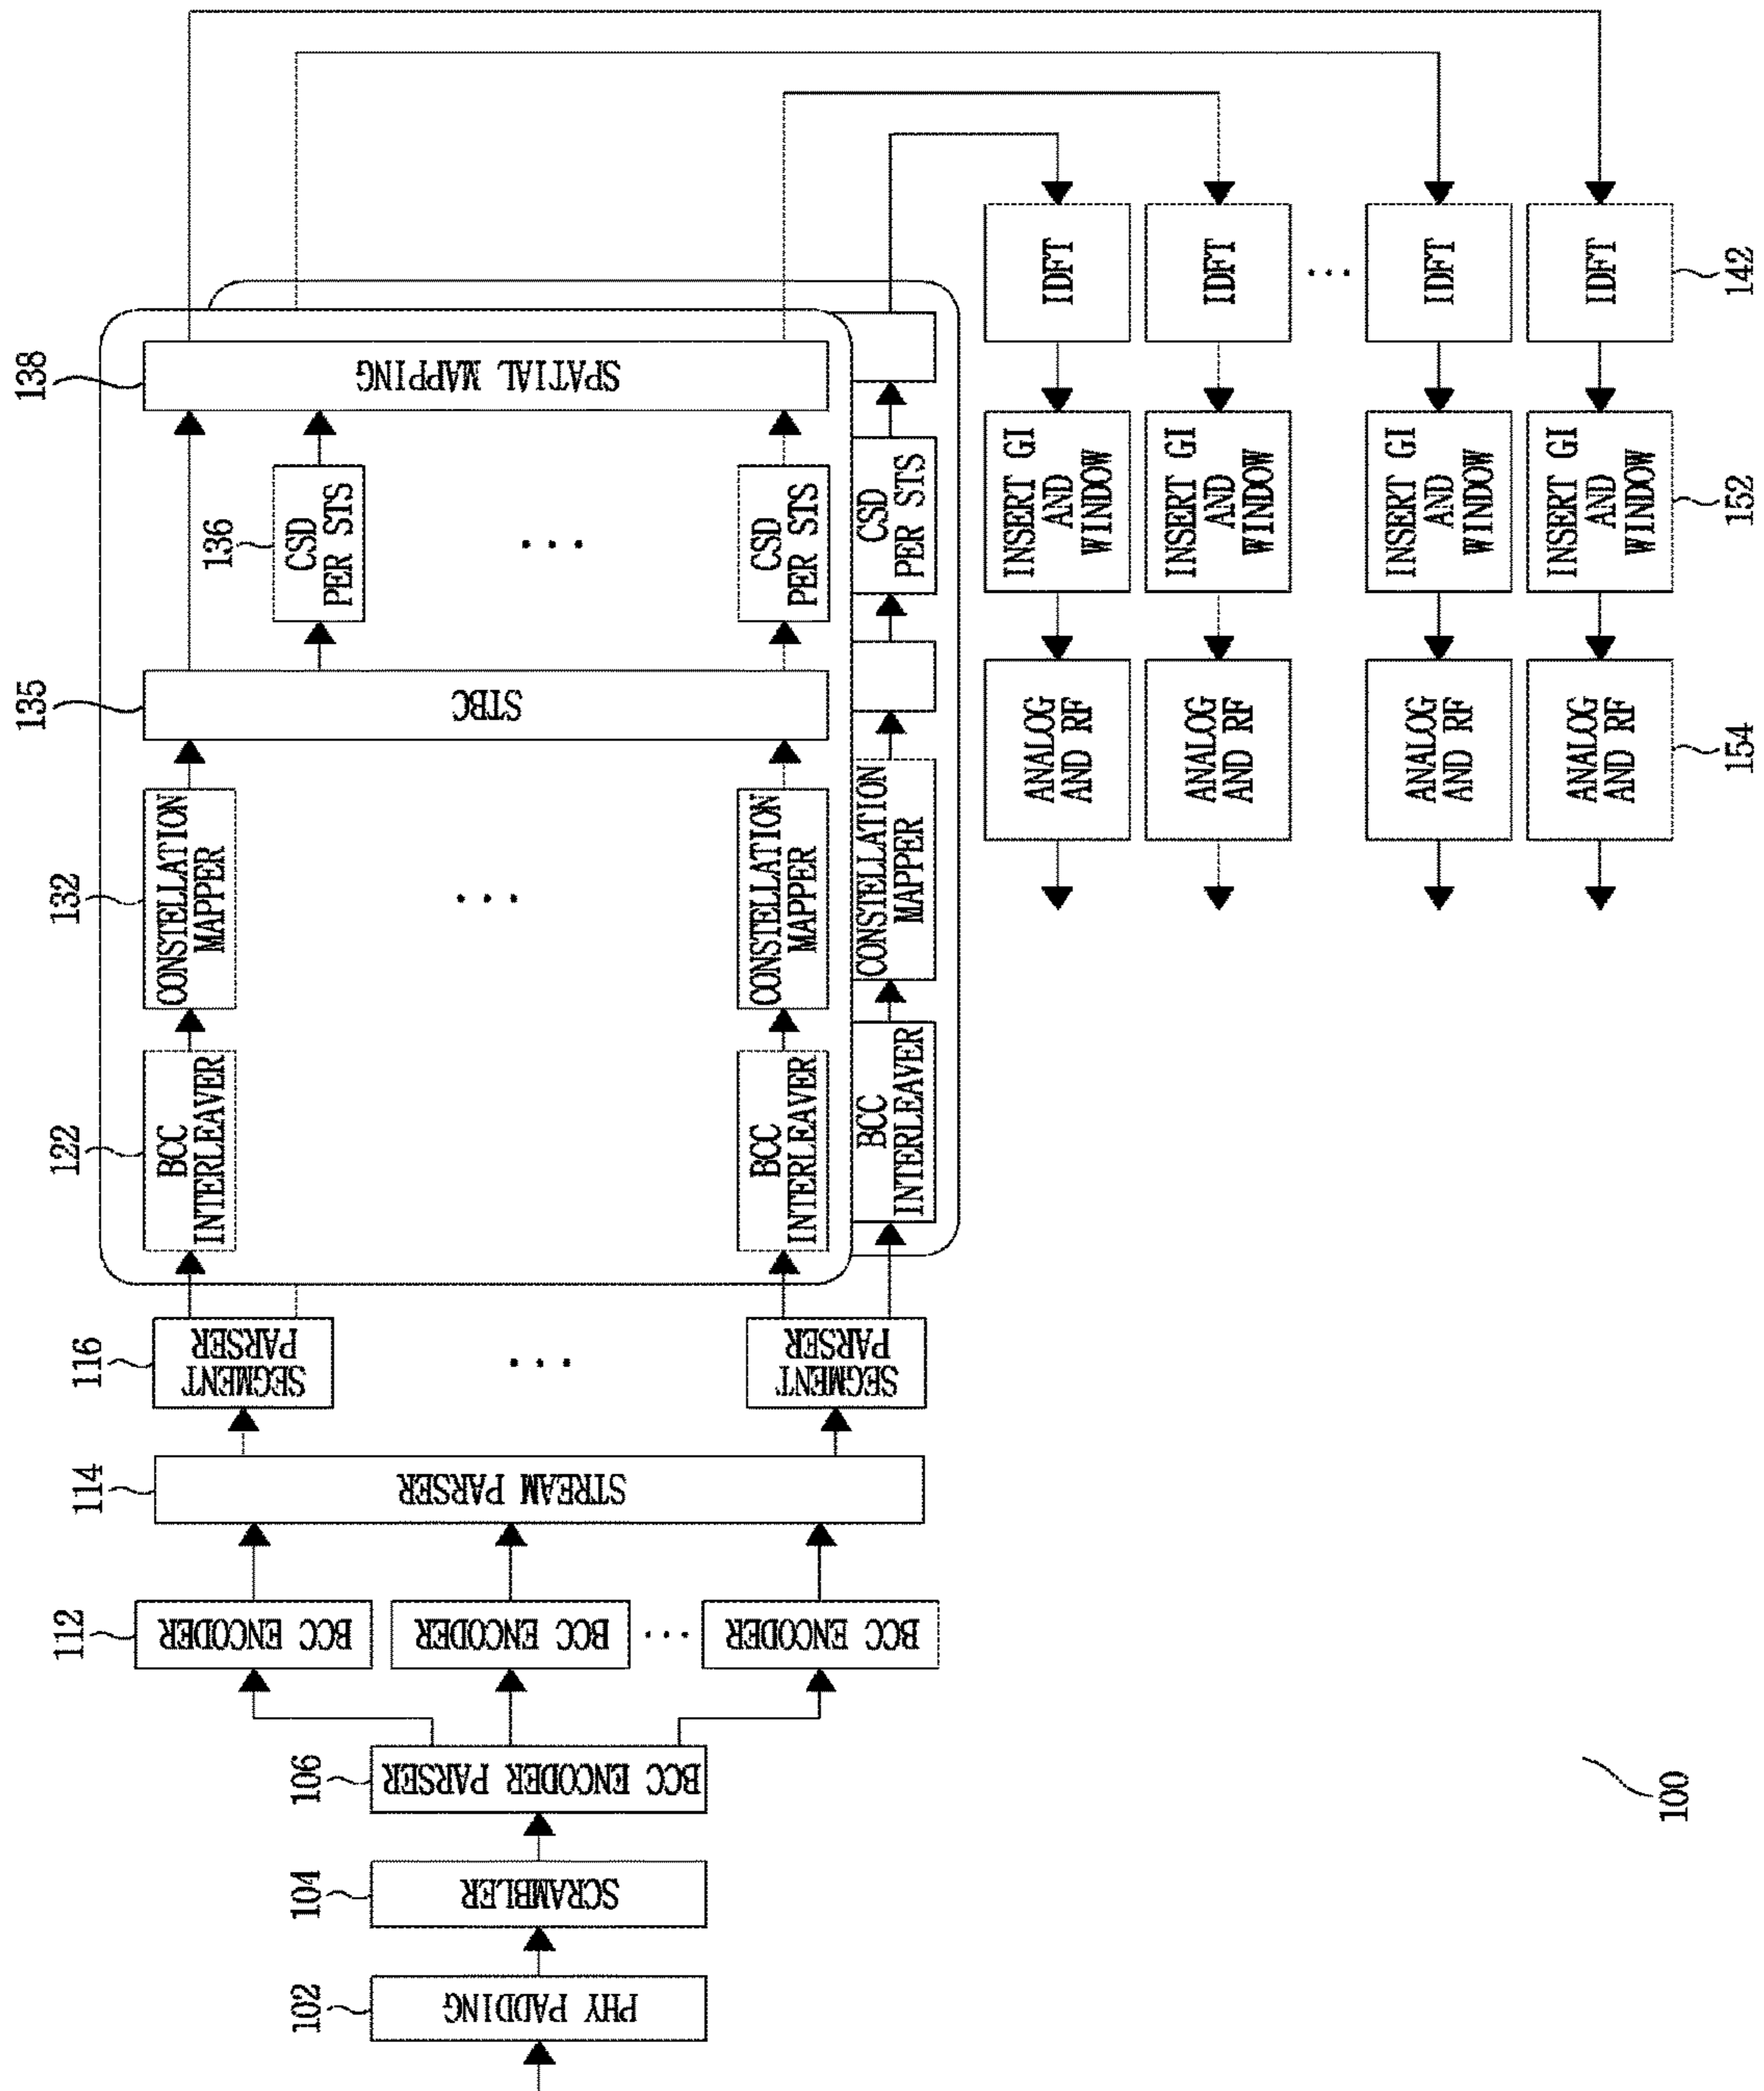 102
PHY PADDING
104
SCRAMBLER
106
BCC ENCODER PARSER
112
BCC ENCODER
BCC ENCODER
...
BCC ENCODER
114
STREAM PARSER
116
SEGMENT
PARSER
...
SEGMENT
PARSER
122
BCC
INTERLEAVER
BCC
INTERLEAVER
BCC
INTERLEAVER
132
CONSTELLATION
MAPPER
...
CONSTELLATION
MAPPER
CONSTELLATION
MAPPER
135
STBC
136
CSD
PER STS
...
CSD
PER STS
CSD
PER STS
138
SPATIAL MAPPING
IDFT
IDFT
...
IDFT
IDFT
142
INSERT GI
AND
WINDOW
INSERT GI
AND
WINDOW
INSERT GI
AND
WINDOW
INSERT GI
AND
WINDOW
152
ANALOG
AND RF
ANALOG
AND RF
ANALOG
AND RF
ANALOG
AND RF
154
100